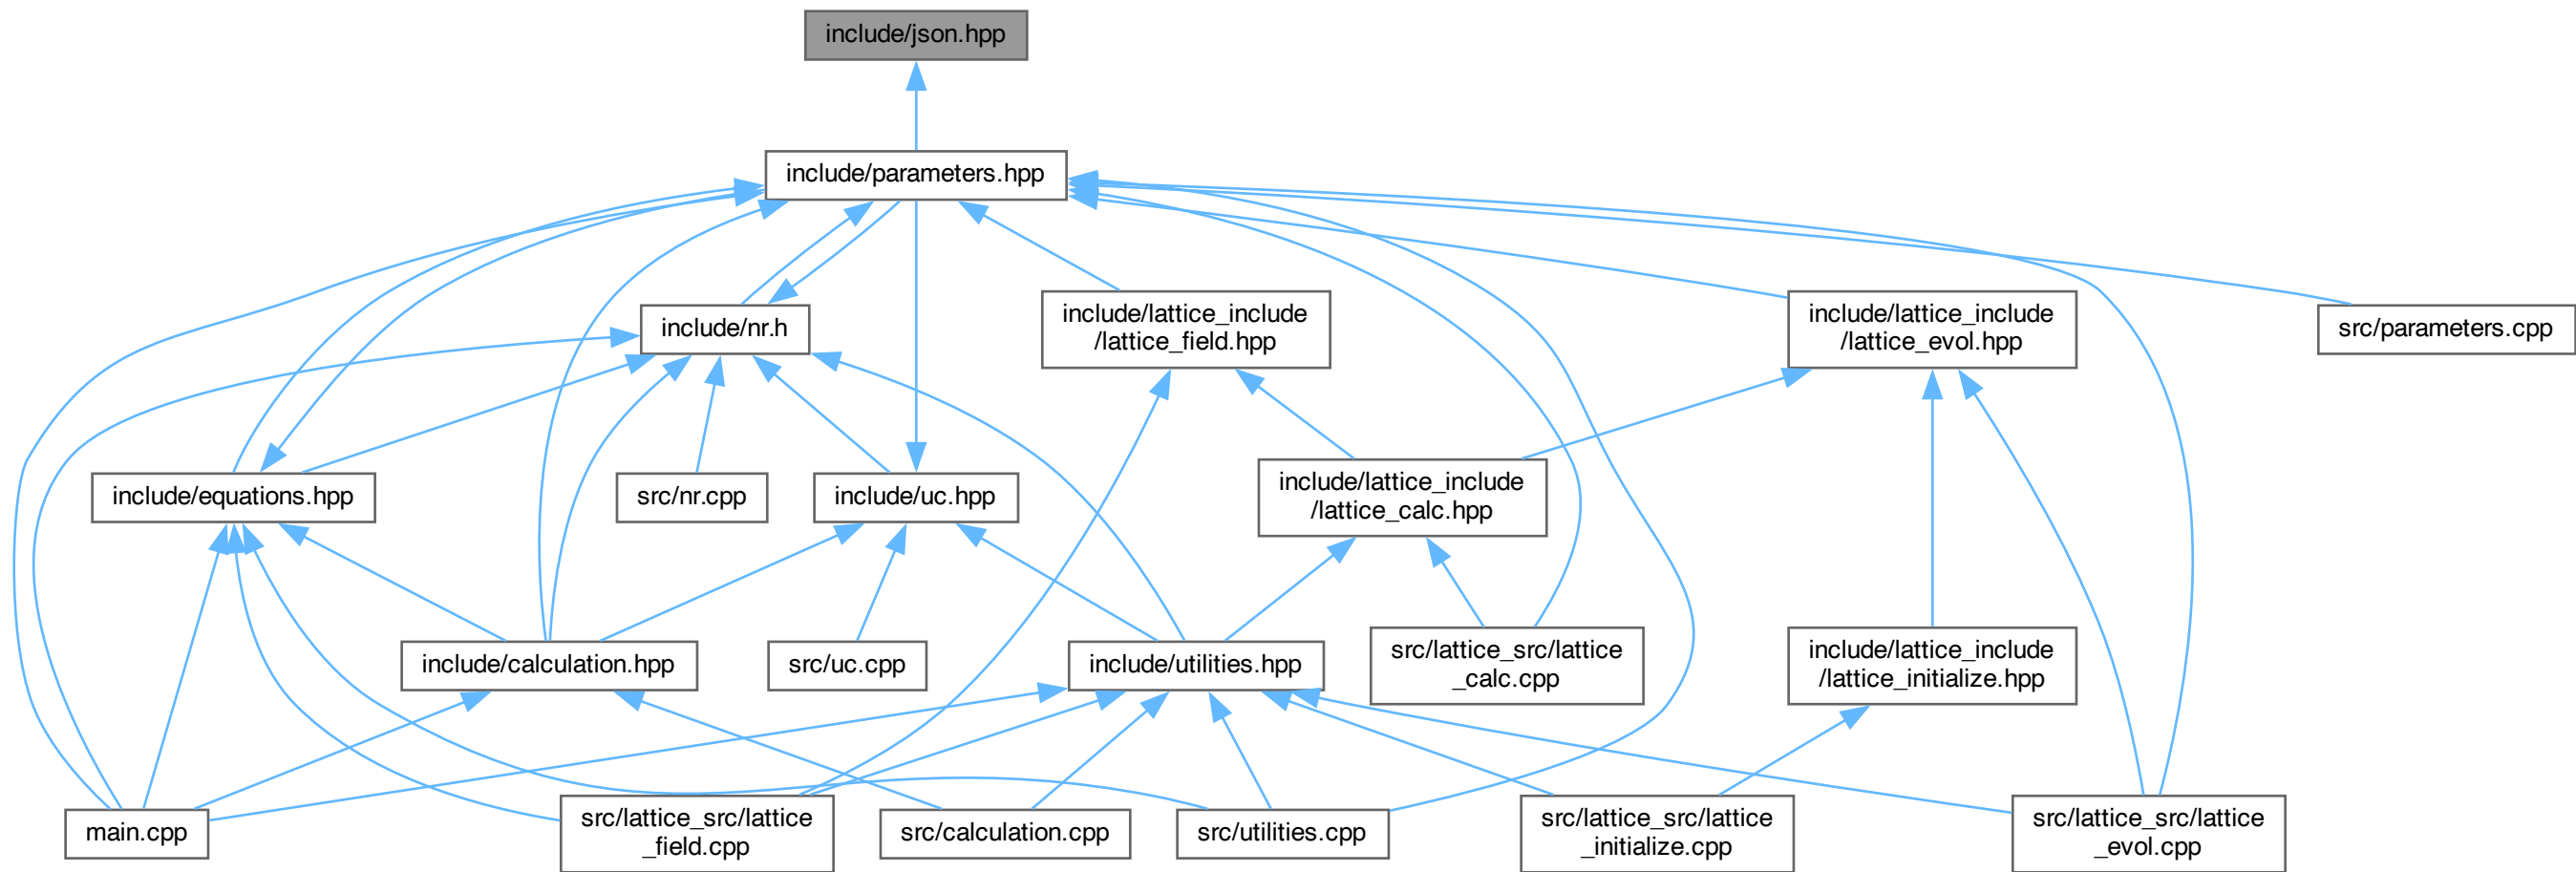 include/json.hpp
include/parameters.hpp
include/nr.h
include/lattice_include
/lattice_field.hpp
include/lattice_include
/lattice_evol.hpp
src/parameters.cpp
include/equations.hpp
src/nr.cpp
include/uc.hpp
include/lattice_include
/lattice_calc.hpp
include/calculation.hpp
src/uc.cpp
include/utilities.hpp
src/lattice_src/lattice
_calc.cpp
include/lattice_include
/lattice_initialize.hpp
main.cpp
src/lattice_src/lattice
_field.cpp
src/calculation.cpp
src/utilities.cpp
src/lattice_src/lattice
_initialize.cpp
src/lattice_src/lattice
_evol.cpp